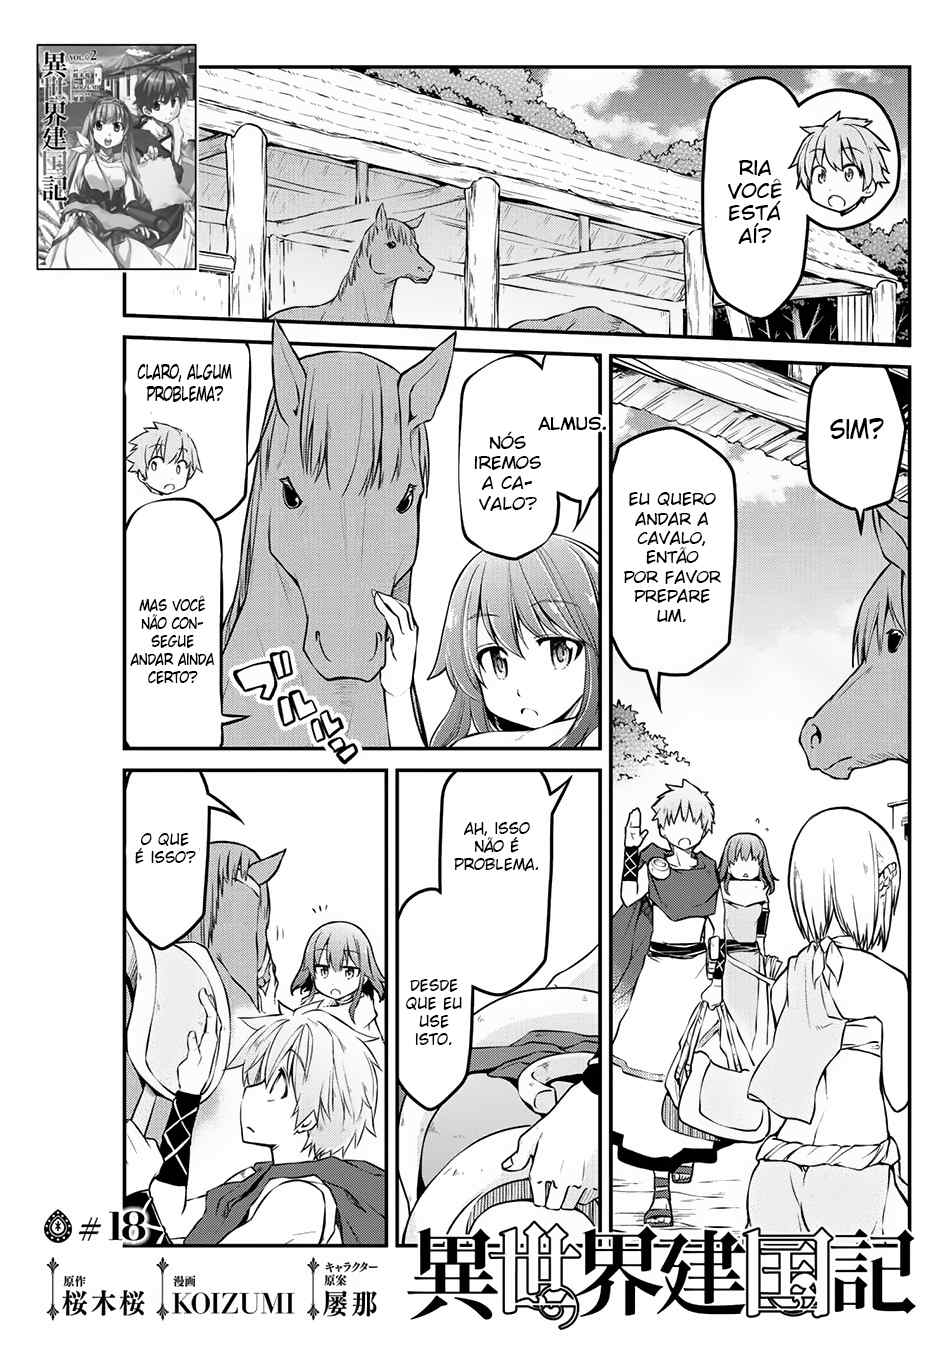 VOL.02
異世界建国記
RIA
VOCÊ
ESTÁ
AÍ?
SIM?
EU QUERO
ANDAR A
CAVALO,
ENTÃO
POR FAVOR
PREPARE
UM.
ALMUS.
NÓS
IREMOS
A CA-
VALO?
CLARO, ALGUM
PROBLEMA?
MAS VOCÊ
NÃO CON-
SEGUE
ANDAR AINDA
CERTO?
ブルルルン
AH, ISSO
NÃO É
PROBLEMA.
DESDE
QUE EU
USE
ISTO.
O QUE
É ISSO?
#18
原作
桜木桜
漫画
KOIZUMI
キャラクター
原案
屡那
異世界建国記